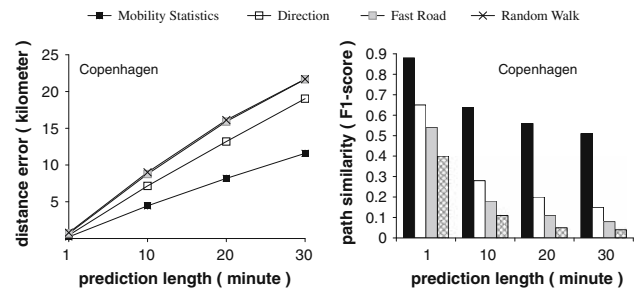 Mobility Statistics Direction Fast Road Random Walk
Copenhagen
distance error ( kilometer )
25
20
15
10
5
0
1 10 20 30
prediction length ( minute )
Copenhagen
path similarity ( F1-score )
0.9
0.8
0.7
0.6
0.5
0.4
0.3
0.2
0.1
0
1 10 20 30
prediction length ( minute )